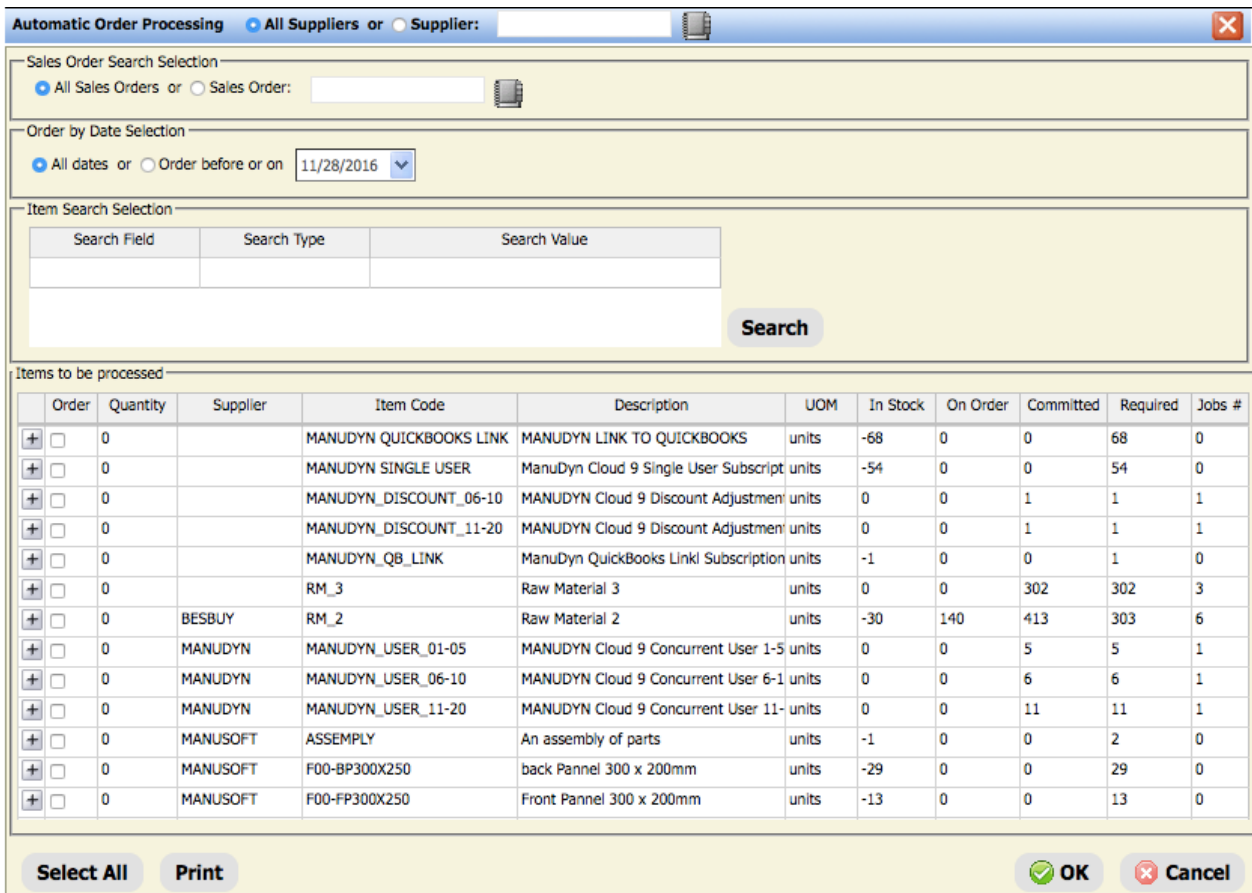 Automatic Order Processing All Suppliers or Supplier:
Sales Order Search Selection
All Sales Orders or Sales Order:
Order by Date Selection
All dates or Order before or on 11/28/2016
Item Search Selection
Search Field Search Type Search Value
Search
Items to be processed
Order Quantity Supplier Item Code Description UOM In Stock On Order Committed Required Jobs #
+ 0 MANUDYN QUICKBOOKS LINK MANUDYN LINK TO QUICKBOOKS units -68 0 0 68 0
+ 0 MANUDYN SINGLE USER ManuDyn Cloud 9 Single User Subscript units -54 0 0 54 0
+ 0 MANUDYN_DISCOUNT_06-10 MANUDYN Cloud 9 Discount Adjustmen units 0 0 1 1 1
+ 0 MANUDYN_DISCOUNT_11-20 MANUDYN Cloud 9 Discount Adjustmen units 0 0 1 1 1
+ 0 MANUDYN_QB_LINK ManuDyn QuickBooks Linkl Subscription units -1 0 0 1 0
+ 0 RM_3 Raw Material 3 units 0 0 302 302 3
+ 0 BESBUY RM_2 Raw Material 2 units -30 140 413 303 6
+ 0 MANUDYN MANUDYN_USER_01-05 MANUDYN Cloud 9 Concurrent User 1-5 units 0 0 5 5 1
+ 0 MANUDYN MANUDYN_USER_06-10 MANUDYN Cloud 9 Concurrent User 6-1 units 0 0 6 6 1
+ 0 MANUDYN MANUDYN_USER_11-20 MANUDYN Cloud 9 Concurrent User 11- units 0 0 11 11 1
+ 0 MANUSOFT ASSEMPLY An assembly of parts units -1 0 0 2 0
+ 0 MANUSOFT F00-BP300X250 back Pannel 300 x 200mm units -29 0 0 29 0
+ 0 MANUSOFT F00-FP300X250 Front Pannel 300 x 200mm units -13 0 0 13 0
Select All Print OK Cancel